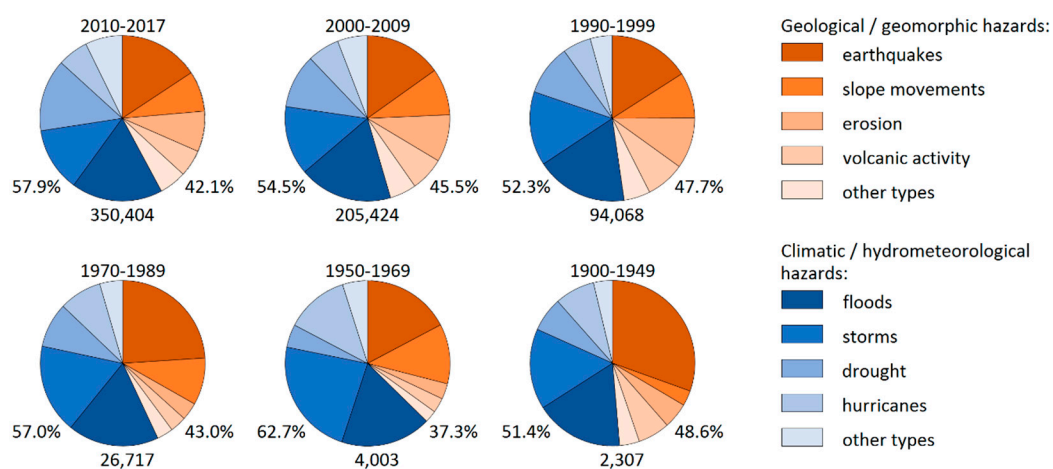 2010-2017
57.9%
42.1%
350,404
2000-2009
54.5%
45.5%
205,424
1990-1999
52.3%
47.7%
94,068
1970-1989
57.0%
43.0%
26,717
1950-1969
62.7%
37.3%
4,003
1900-1949
51.4%
48.6%
2,307
Geological / geomorphic hazards:
earthquakes
slope movements
erosion
volcanic activity
other types
Climatic / hydrometeorological
hazards:
floods
storms
drought
hurricanes
other types